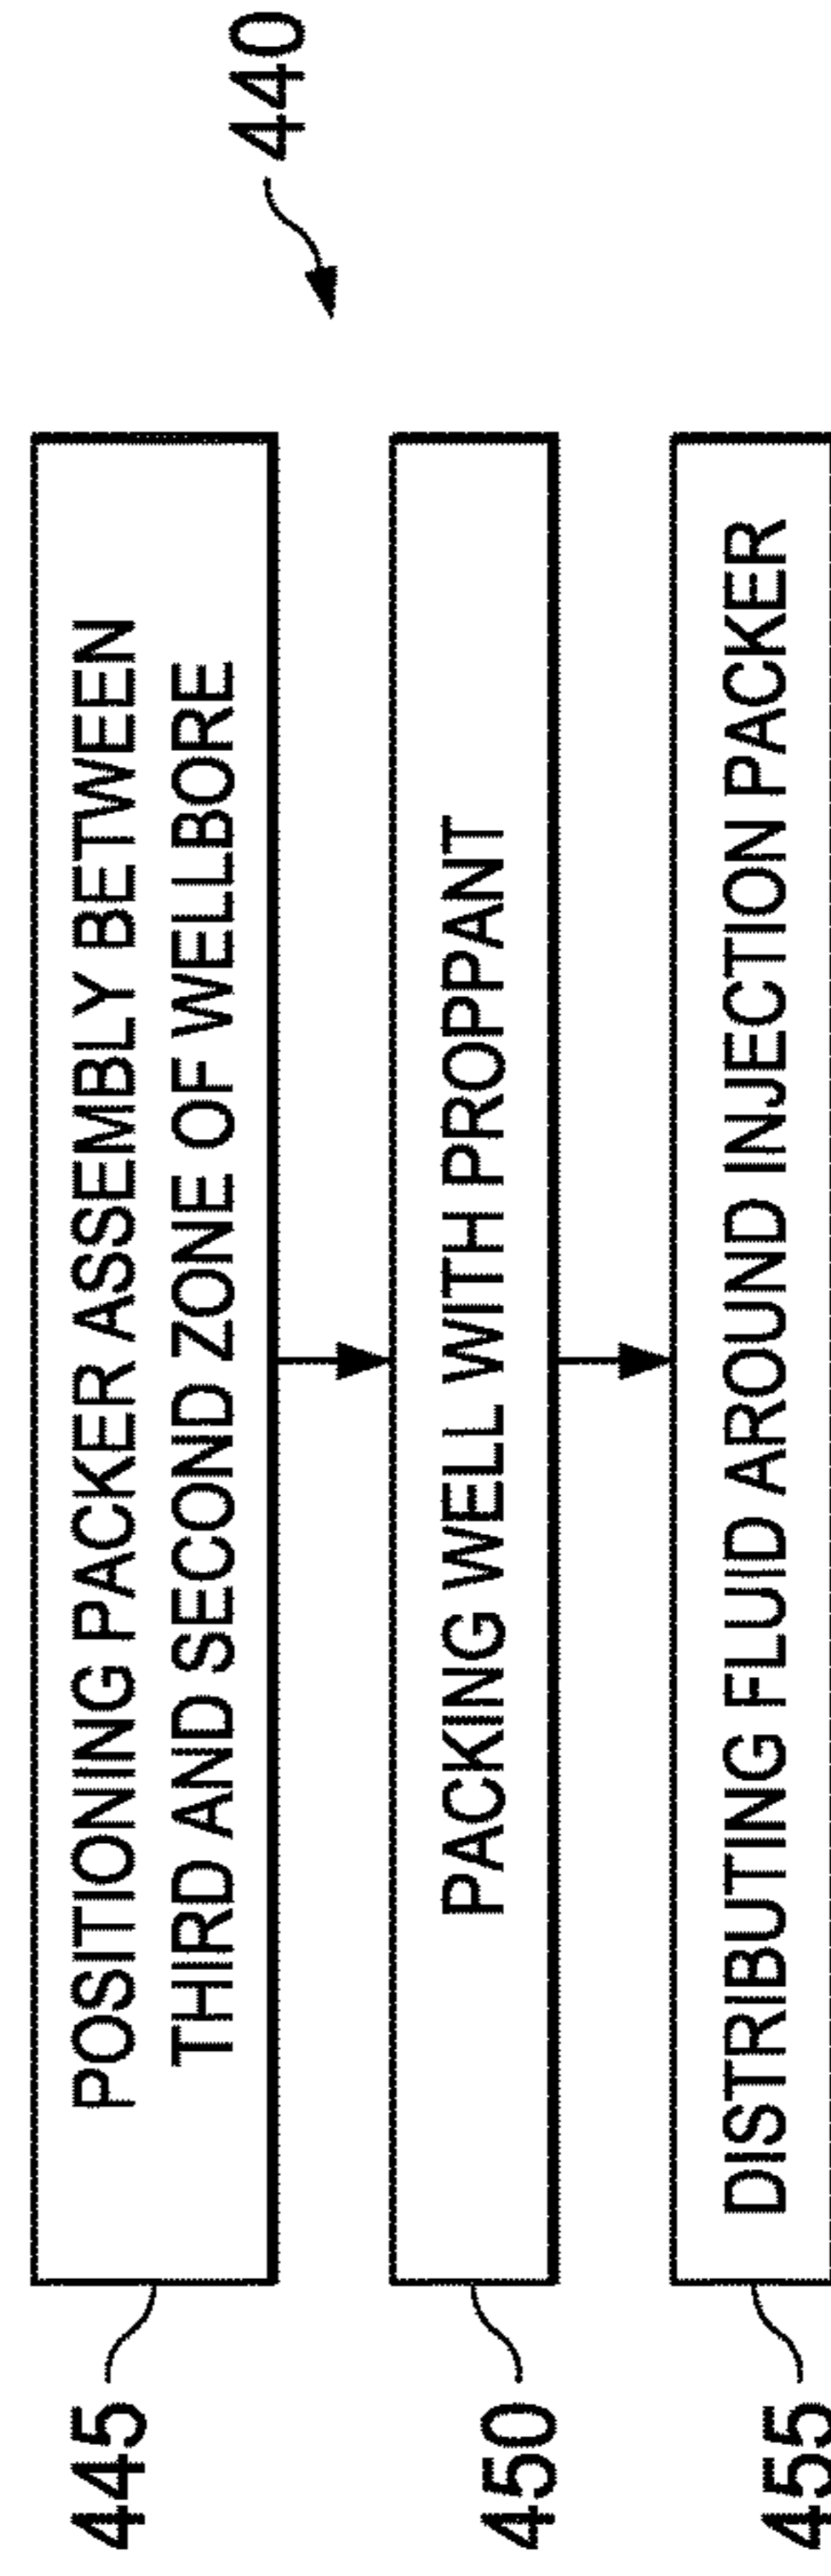 440
445
POSITIONING PACKER ASSEMBLY BETWEEN
THIRD AND SECOND ZONE OF WELLBORE
450
PACKING WELL WITH PROPPANT
455
DISTRIBUTING FLUID AROUND INJECTION PACKER